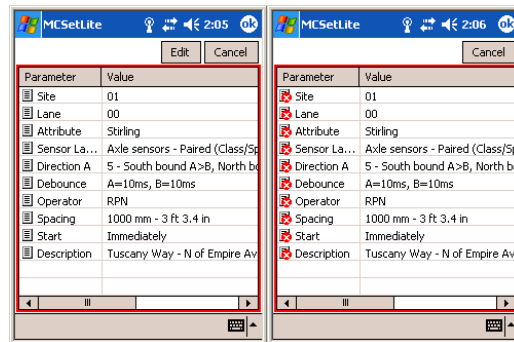 MCSetLite 2:05 ok
Edit Cancel
Parameter Value
Site 01
Lane 00
Attribute Stirling
Sensor La... Axle sensors - Paired (Class/Sp
Direction A 5 - South bound A>B, North bo
Debounce A=10ms, B=10ms
Operator RPN
Spacing 1000 mm - 3 ft 3.4 in
Start Immediately
Description Tuscany Way - N of Empire Av
MCSetLite 2:06 ok
Cancel
Parameter Value
Site 01
Lane 00
Attribute Stirling
Sensor La... Axle sensors - Paired (Class/Sp
Direction A 5 - South bound A>B, North bo
Debounce A=10ms, B=10ms
Operator RPN
Spacing 1000 mm - 3 ft 3.4 in
Start Immediately
Description Tuscany Way - N of Empire Av